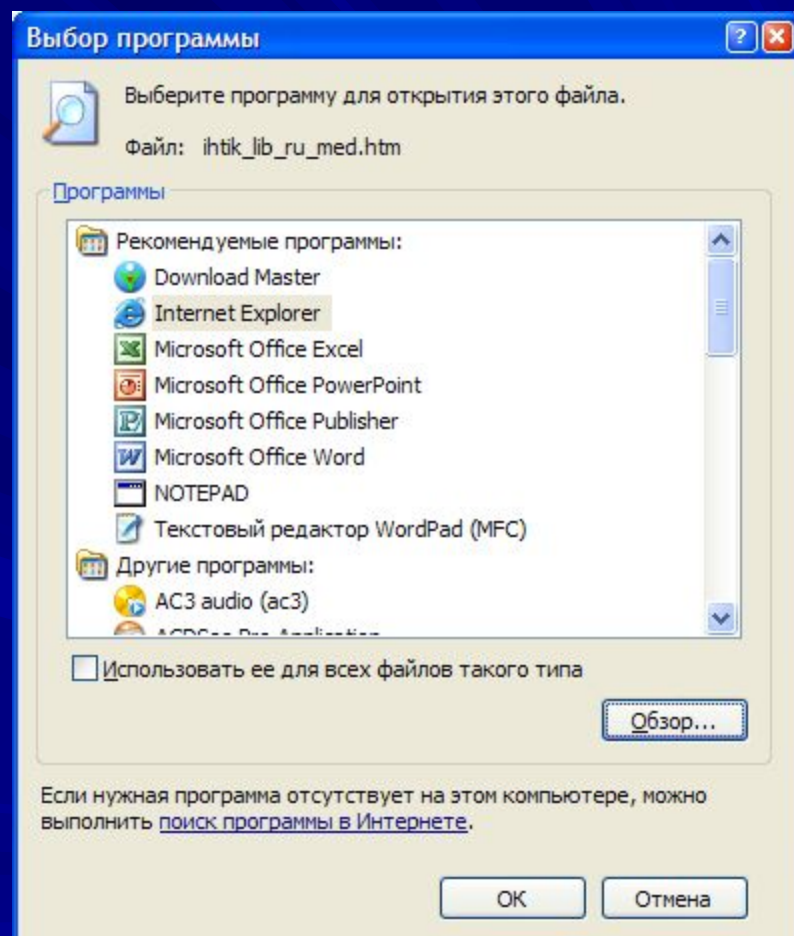 Выбор программы
Выберите программу для открытия этого файла.
Файл: ihtik_lib_ru_med.htm
Программы
Рекомендуемые программы:
Download Master
Internet Explorer
Microsoft Office Excel
Microsoft Office PowerPoint
Microsoft Office Publisher
Microsoft Office Word
NOTEPAD
Текстовый редактор WordPad (MFC)
Другие программы:
AC3 audio (ac3)
Использовать ее для всех файлов такого типа
Обзор...
Если нужная программа отсутствует на этом компьютере, можно
выполнить поиск программы в Интернете.
ОК Отмена